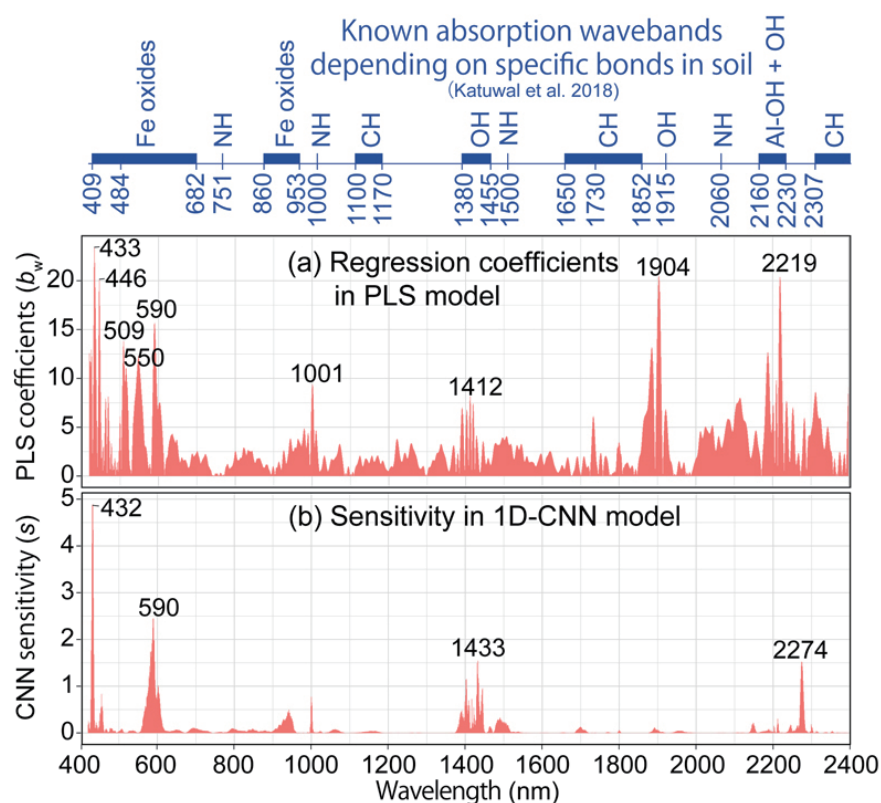 Known absorption wavebands
depending on specific bonds in soil
(Katuwal et al. 2018)
Fe oxides NH Fe oxides NH CH OH NH CH OH NH Al-OH + OH CH
409 484 682 751 860 953 1000 1100 1170 1380 1455 1500 1650 1730 1852 1915 2060 2160 2230 2307
(a) Regression coefficients
in PLS model
433
446
509
550
590
1001
1412
1904
2219
PLS coefficients (bw)
20
15
10
5
0
(b) Sensitivity in 1D-CNN model
432
590
1433
2274
CNN sensitivity (s)
5
4
3
2
1
0
400 600 800 1000 1200 1400 1600 1800 2000 2200 2400
Wavelength (nm)